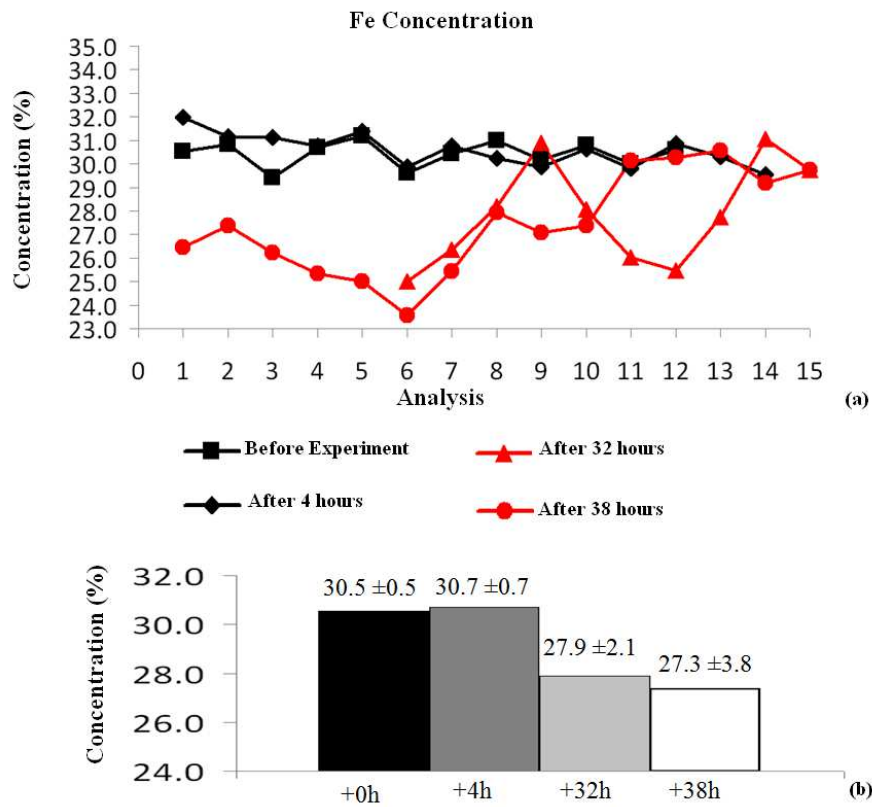 Fe Concentration
Concentration (%)
35.0
34.0
33.0
32.0
31.0
30.0
29.0
28.0
27.0
26.0
25.0
24.0
23.0
0 1 2 3 4 5 6 7 8 9 10 11 12 13 14 15
Analysis
(a)
Before Experiment
After 32 hours
After 4 hours
After 38 hours
Concentration (%)
32.0
30.0
28.0
26.0
24.0
30.5 ±0.5
30.7 ±0.7
27.9 ±2.1
27.3 ±3.8
+0h
+4h
+32h
+38h
(b)